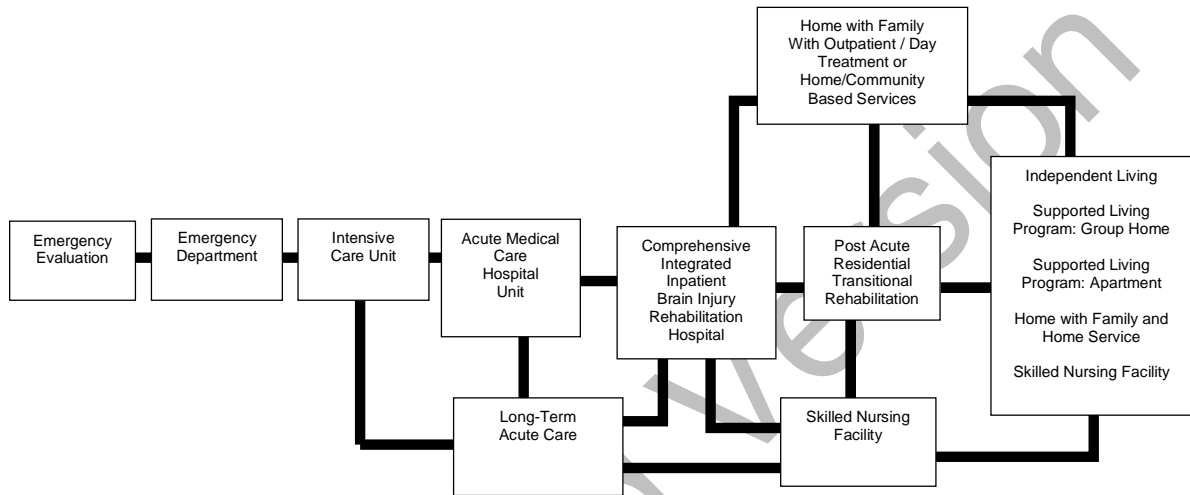 Emergency
Evaluation
Emergency
Department
Intensive
Care Unit
Acute Medical
Care
Hospital
Unit
Long-Term
Acute Care
Comprehensive
Integrated
Inpatient
Brain Injury
Rehabilitation
Hospital
Home with Family
With Outpatient / Day
Treatment or
Home/Community
Based Services
Post Acute
Residential
Transitional
Rehabilitation
Skilled Nursing
Facility
Independent Living
Supported Living
Program: Group Home
Supported Living
Program: Apartment
Home with Family and
Home Service
Skilled Nursing Facility